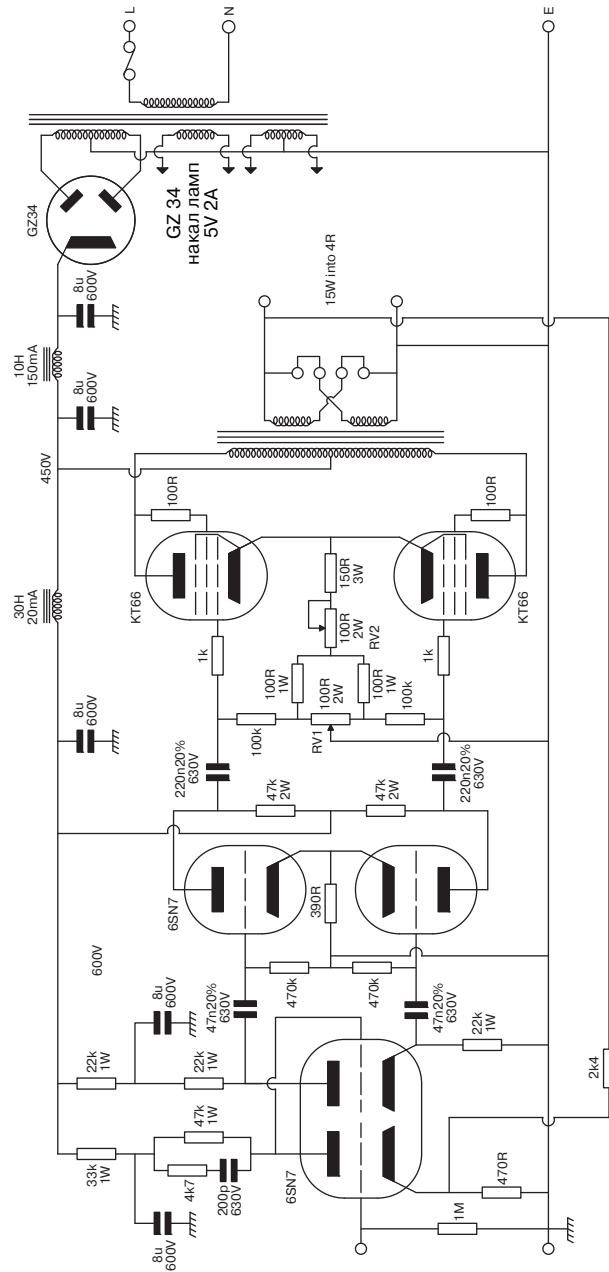 L
N
E
GZ34
GZ 34
накал ламп
5V 2A
8u
600V
10H
150mA
8u
600V
450V
15W into 4R
100R
KT66
100R
KT66
30H
20mA
150R
3W
100R
2W
RV2
1k
1k
100R
1W
100R
2W
100R
1W
100k
RV1
100k
8u
600V
220n20%
630V
220n20%
630V
47k
2W
47k
2W
6SN7
390R
600V
470k
470k
8u
600V
47n20%
630V
47n20%
630V
22k
1W
22k
1W
22k
1W
33k
1W
47k
1W
4k7
200p
630V
6SN7
8u
600V
1M
470R
2k4